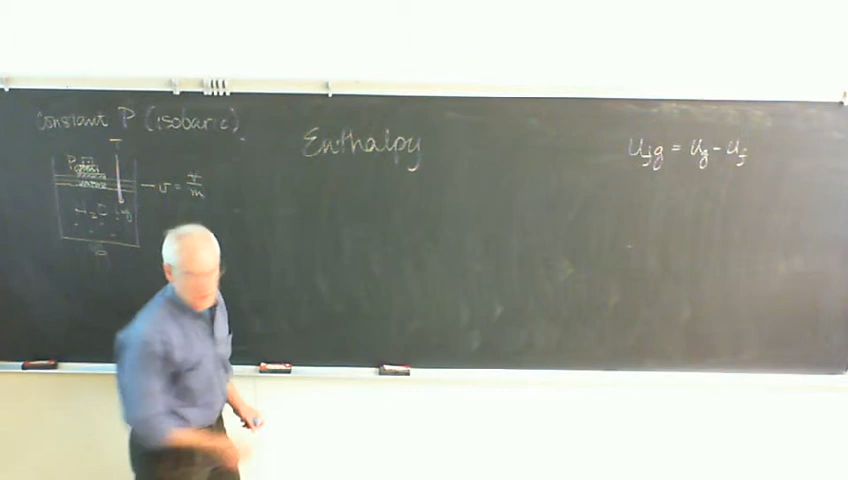 Constant P (isobaric)
Enthalpy
u_fg = u_g - u_f
T
v = V/m
H2O